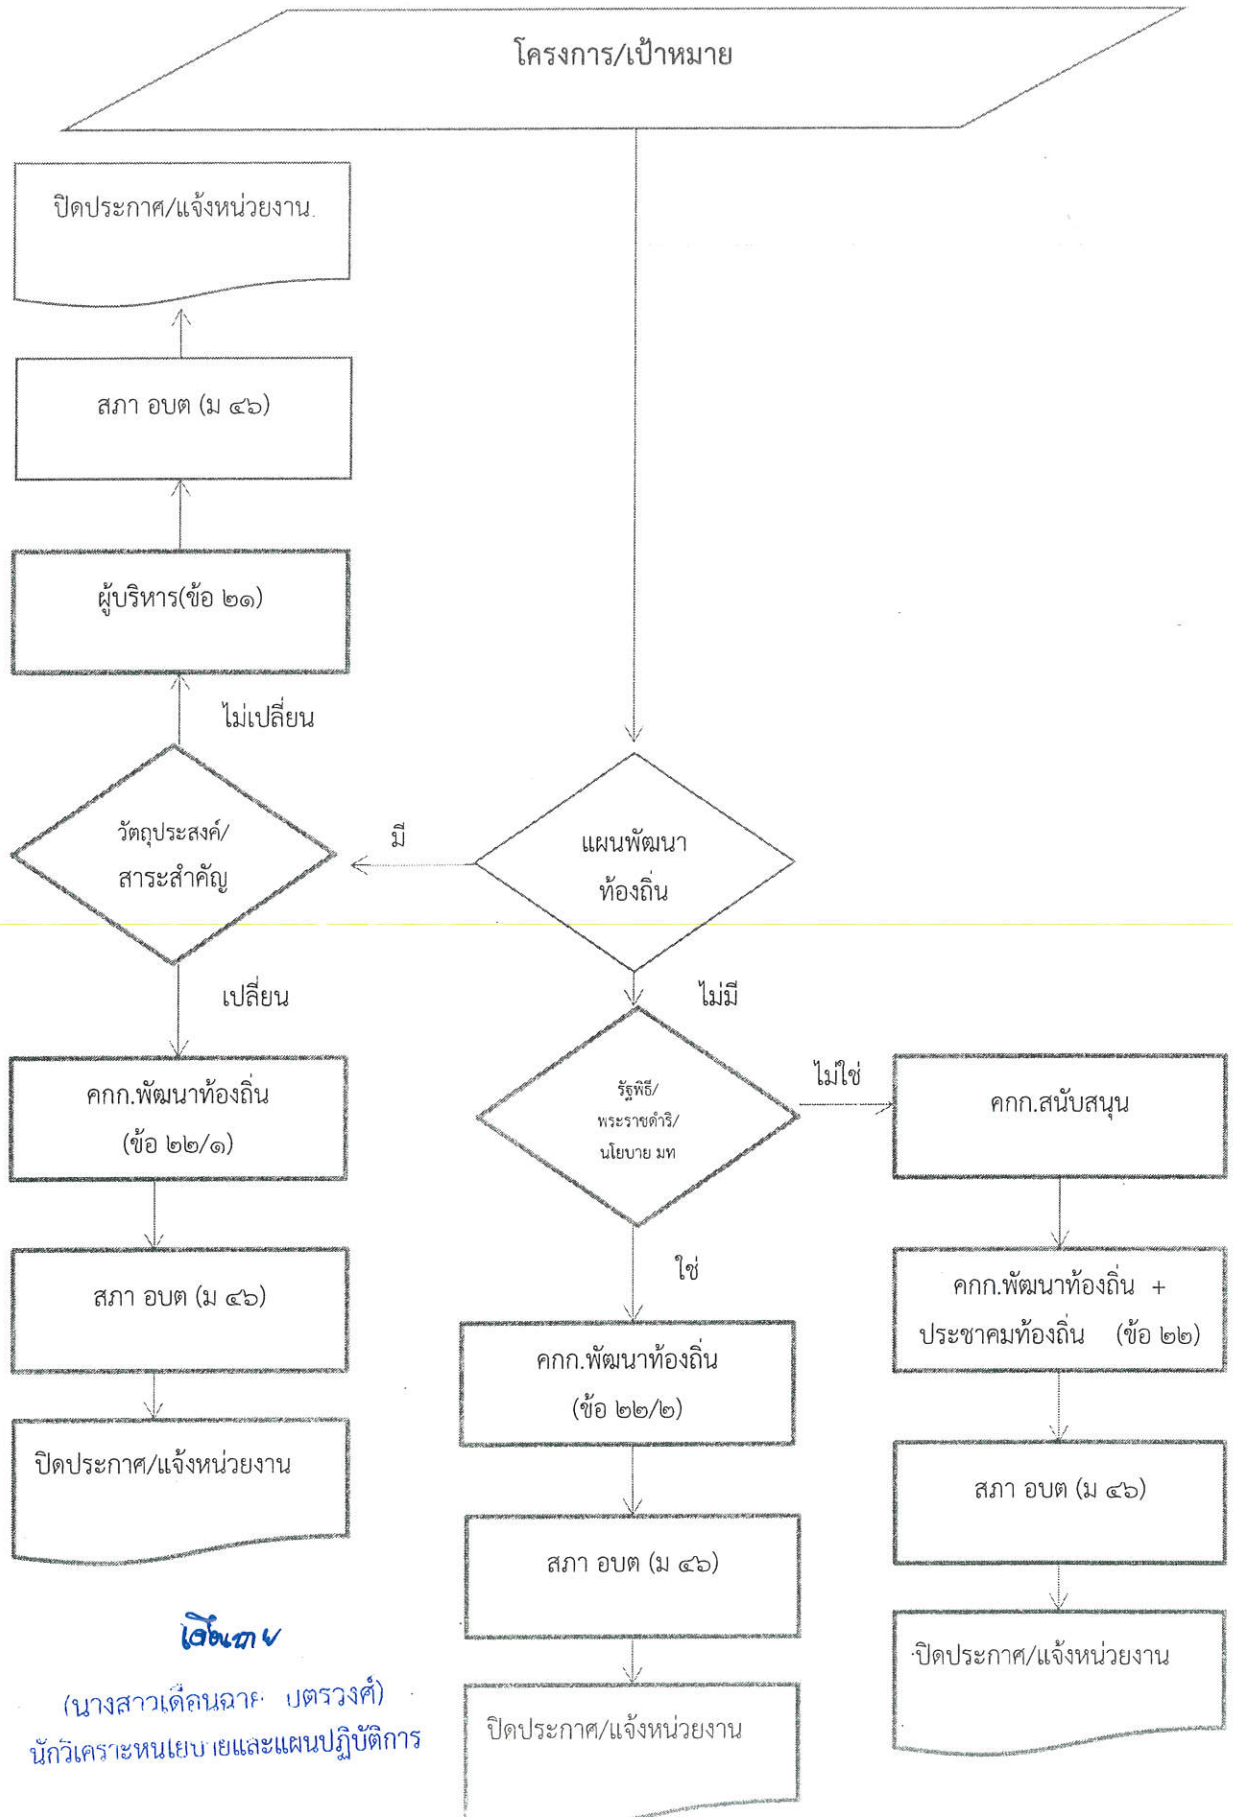 โครงการ/เป้าหมาย
ปิดประกาศ/แจ้งหน่วยงาน
สภา อบต (ม ๔๖)
ผู้บริหาร(ข้อ ๒๑)
ไม่เปลี่ยน
วัตถุประสงค์/
สาระสำคัญ
มี
แผนพัฒนา
ท้องถิ่น
เปลี่ยน
ไม่มี
คกก.พัฒนาท้องถิ่น
(ข้อ ๒๒/๑)
รัฐพิธี/
พระราชดำริ/
นโยบาย มท
ไม่ใช่
คกก.สนับสนุน
สภา อบต (ม ๔๖)
ใช่
คกก.พัฒนาท้องถิ่น +
ประชาคมท้องถิ่น (ข้อ ๒๒)
คกก.พัฒนาท้องถิ่น
(ข้อ ๒๒/๒)
ปิดประกาศ/แจ้งหน่วยงาน
สภา อบต (ม ๔๖)
สภา อบต (ม ๔๖)
ปิดประกาศ/แจ้งหน่วยงาน
ปิดประกาศ/แจ้งหน่วยงาน
(นางสาวเดือนฉาย
นักวิเคราะห์นโยบายและแผนปฏิบัติการ